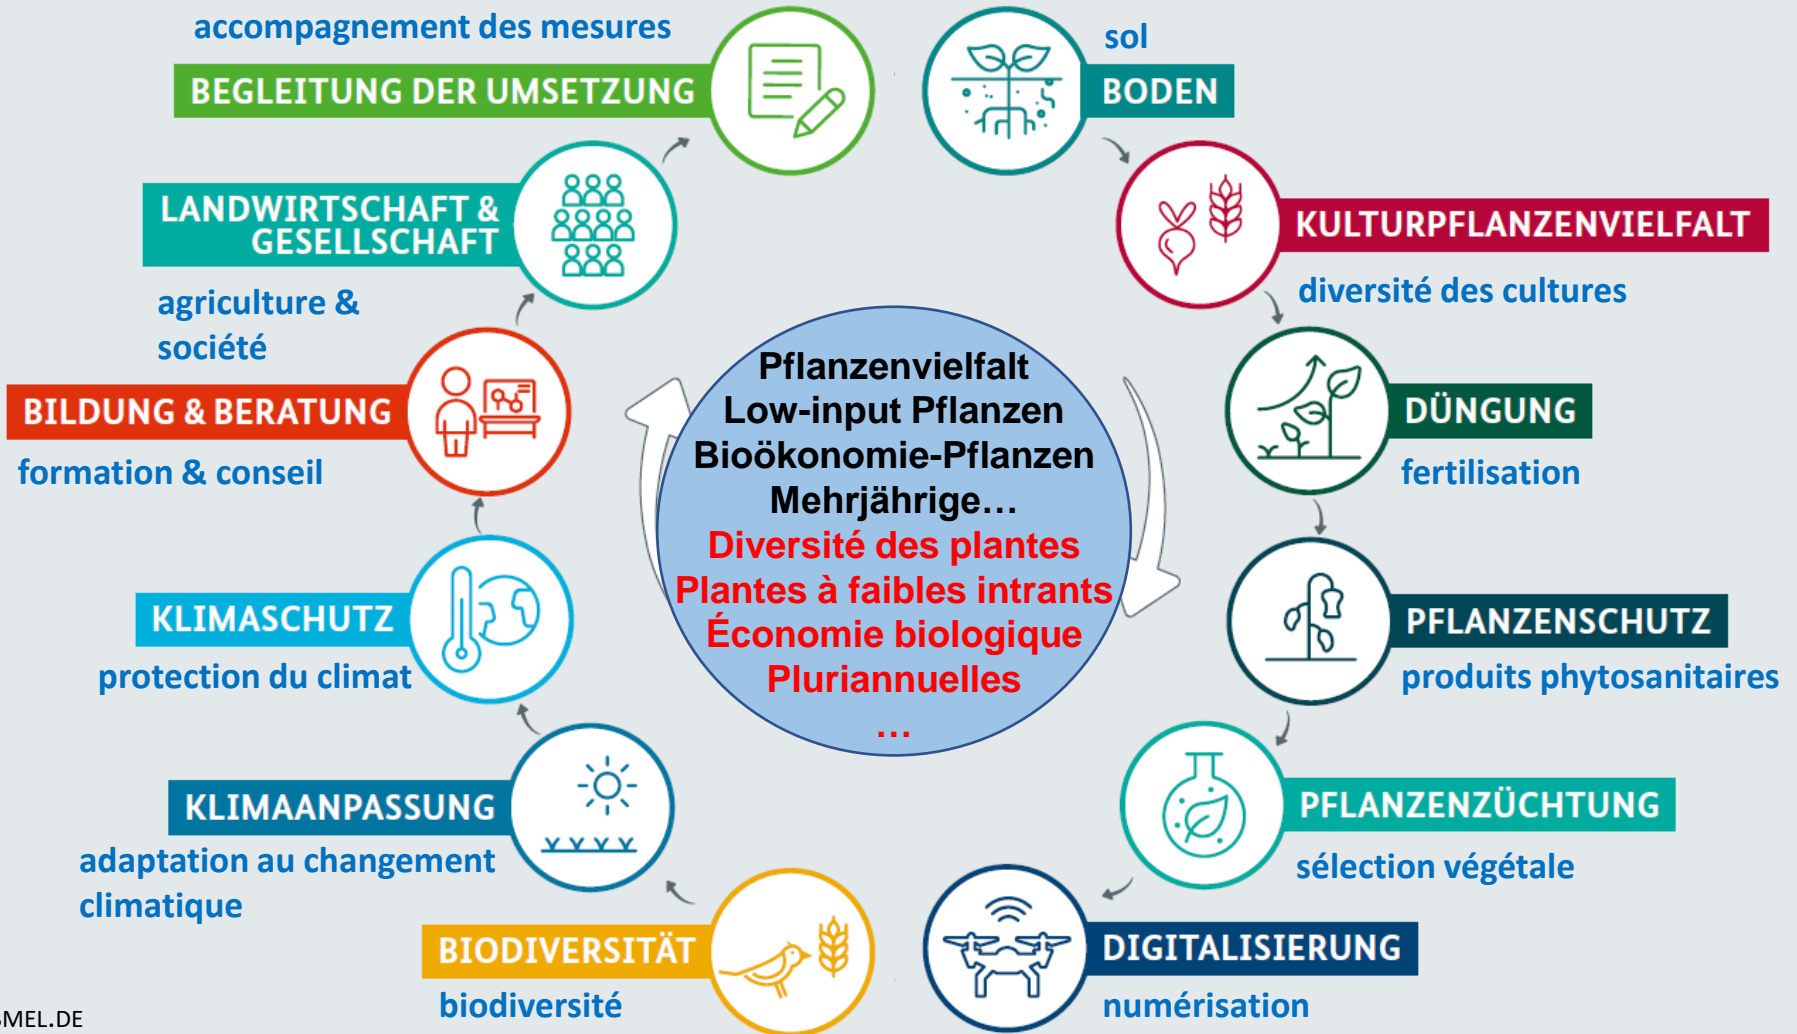 accompagnement des mesures
BEGLEITUNG DER UMSETZUNG
sol
BODEN
LANDWIRTSCHAFT &
GESELLSCHAFT
agriculture &
société
KULTURPFLANZENVIELFALT
diversité des cultures
BILDUNG & BERATUNG
formation & conseil
DÜNGUNG
fertilisation
Pflanzenvielfalt
Low-input Pflanzen
Bioökonomie-Pflanzen
Mehrjährige…
Diversité des plantes
Plantes à faibles intrants
Économie biologique
Pluriannuelles
…
KLIMASCHUTZ
protection du climat
PFLANZENSCHUTZ
produits phytosanitaires
KLIMAANPASSUNG
adaptation au changement
climatique
PFLANZENZÜCHTUNG
sélection végétale
BIODIVERSITÄT
biodiversité
DIGITALISIERUNG
numérisation
MEL.DE